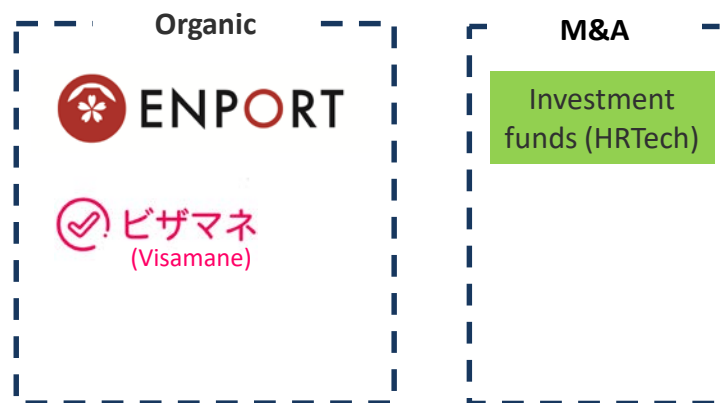 Organic
ENPORT
ビザマネ
(Visamane)
M&A
Investment
funds (HRTech)